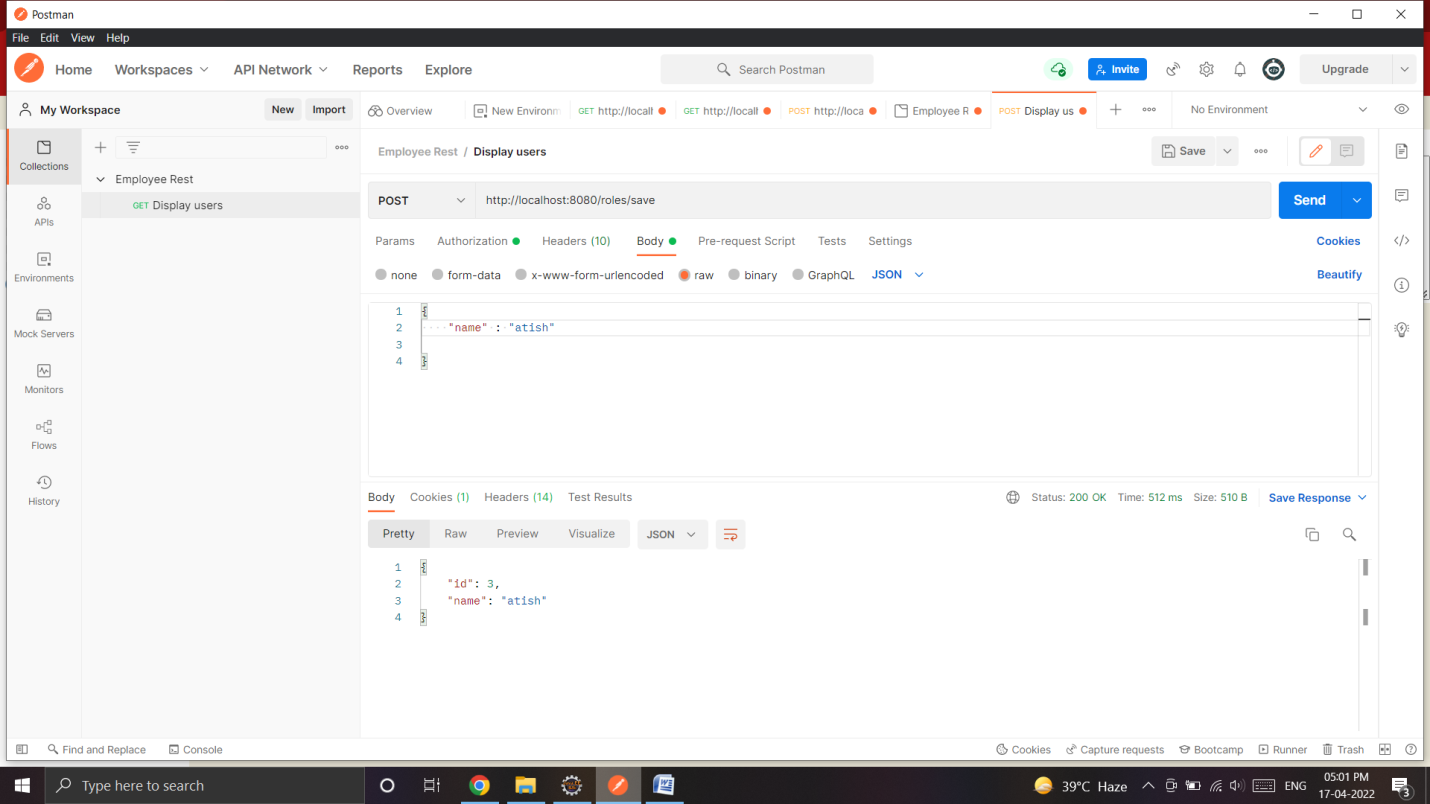 Postman
File Edit View Help
Home Workspaces API Network Reports Explore Search Postman Invite Upgrade
My Workspace New Import Overview New Environm GET http://locall GET http://locall POST http://loca Employee R POST Display us No Environment
Collections
APIs
Environments
Mock Servers
Monitors
Flows
History
Employee Rest
GET Display users
Employee Rest / Display users Save
POST http://localhost:8080/roles/save Send
Params Authorization Headers (10) Body Pre-request Script Tests Settings Cookies
none form-data x-www-form-urlencoded raw binary GraphQL JSON Beautify
1 {
2 "name" : "atish"
3
4 }
Body Cookies (1) Headers (14) Test Results Status: 200 OK Time: 512 ms Size: 510 B Save Response
Pretty Raw Preview Visualize JSON
1 {
2 "id": 3,
3 "name": "atish"
4 }
Find and Replace Console Cookies Capture requests Bootcamp Runner Trash
Type here to search 39°C Haze ENG 05:01 PM
17-04-2022 3